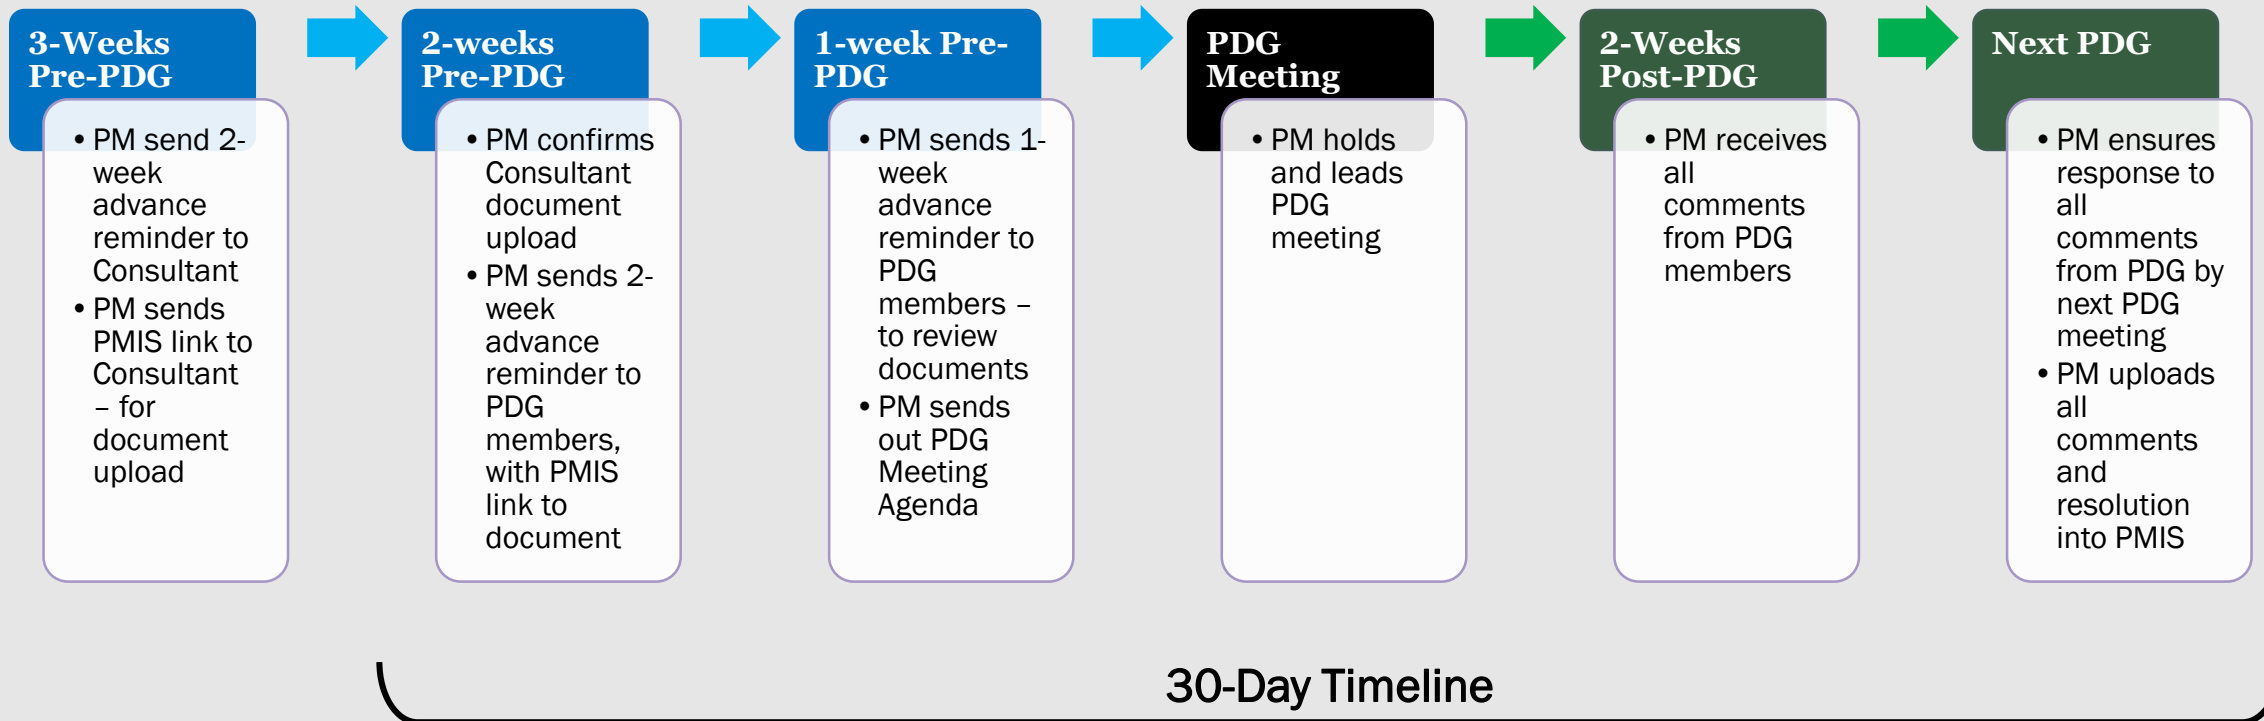 3-Weeks
Pre-PDG
• PM send 2-
week
advance
reminder to
Consultant
• PM sends
PMIS link to
Consultant
– for
document
upload
2-weeks
Pre-PDG
• PM confirms
Consultant
document
upload
• PM sends 2-
week
advance
reminder to
PDG
members,
with PMIS
link to
document
1-week Pre-
PDG
• PM sends 1-
week
advance
reminder to
PDG
members –
to review
documents
• PM sends
out PDG
Meeting
Agenda
PDG
Meeting
• PM holds
and leads
PDG
meeting
2-Weeks
Post-PDG
• PM receives
all
comments
from PDG
members
Next PDG
• PM ensures
response to
all
comments
from PDG by
next PDG
meeting
• PM uploads
all
comments
and
resolution
into PMIS
30-Day Timeline